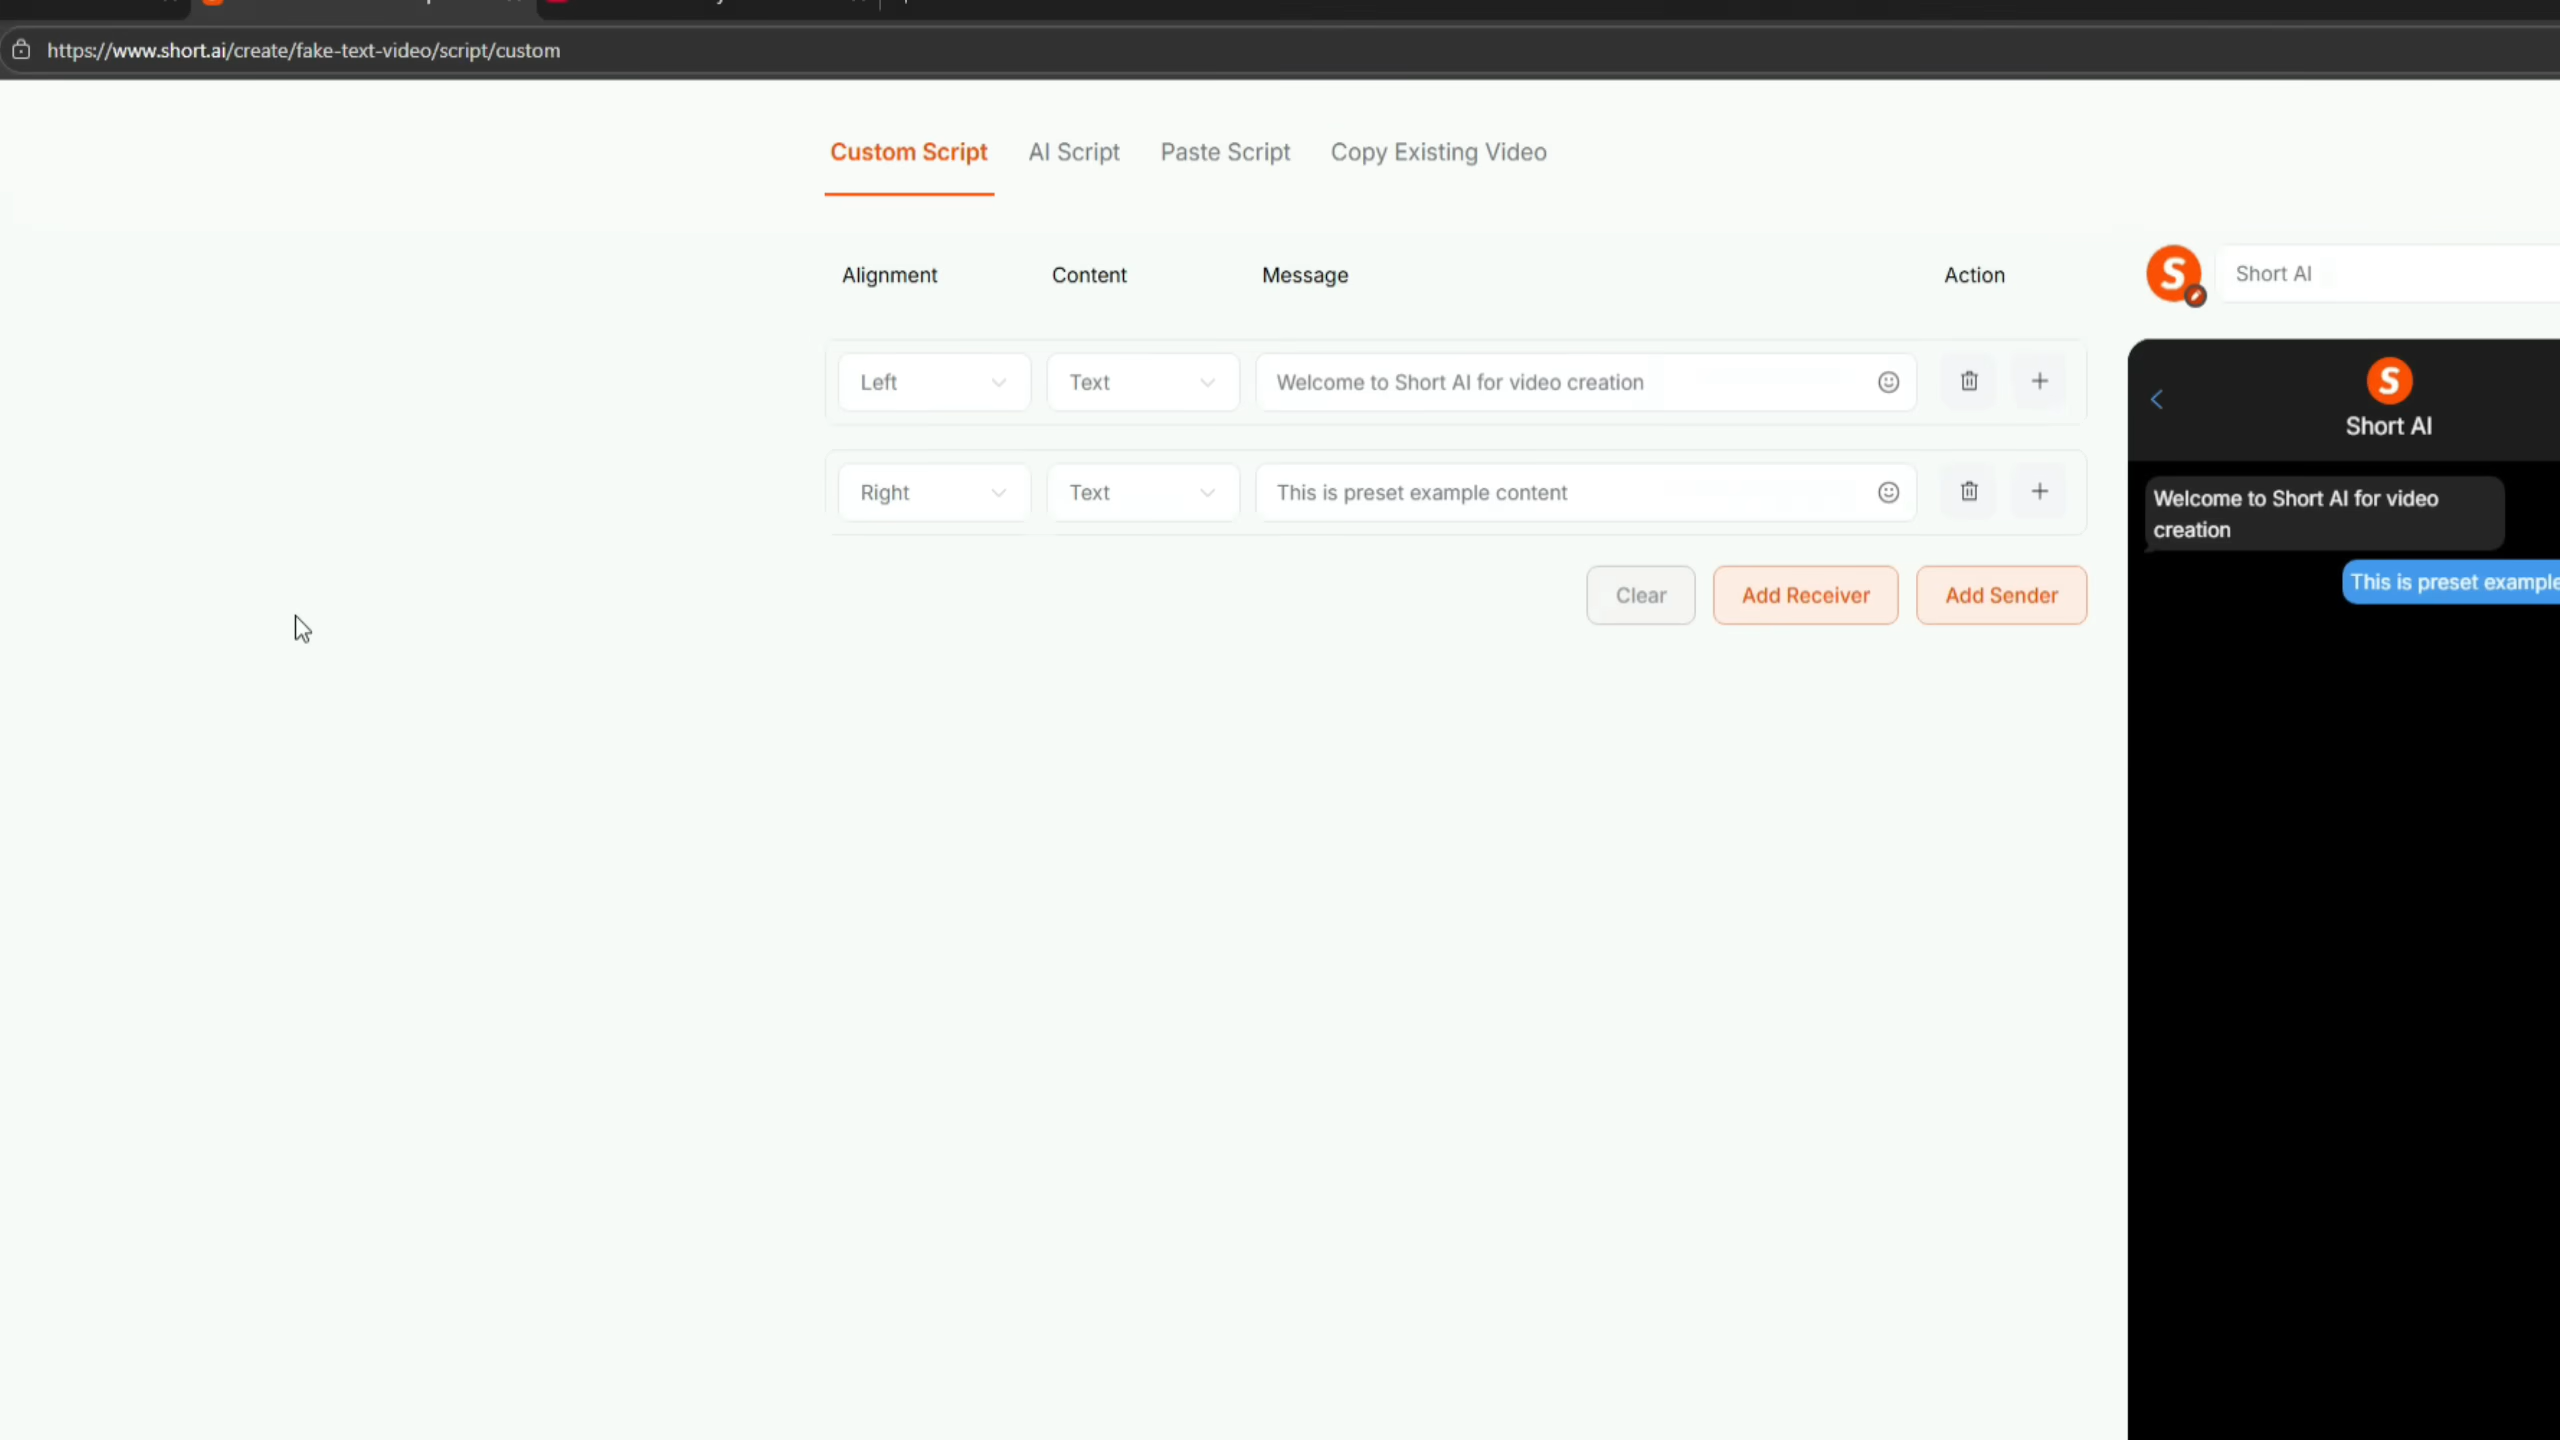 https://www.short.ai/create/fake-text-video/script/custom
Custom Script AI Script Paste Script Copy Existing Video
Alignment Content Message Action
Short AI
Left Text Welcome to Short AI for video creation
Right Text This is preset example content
Clear Add Receiver Add Sender
Short AI
Welcome to Short AI for video
creation
This is preset example